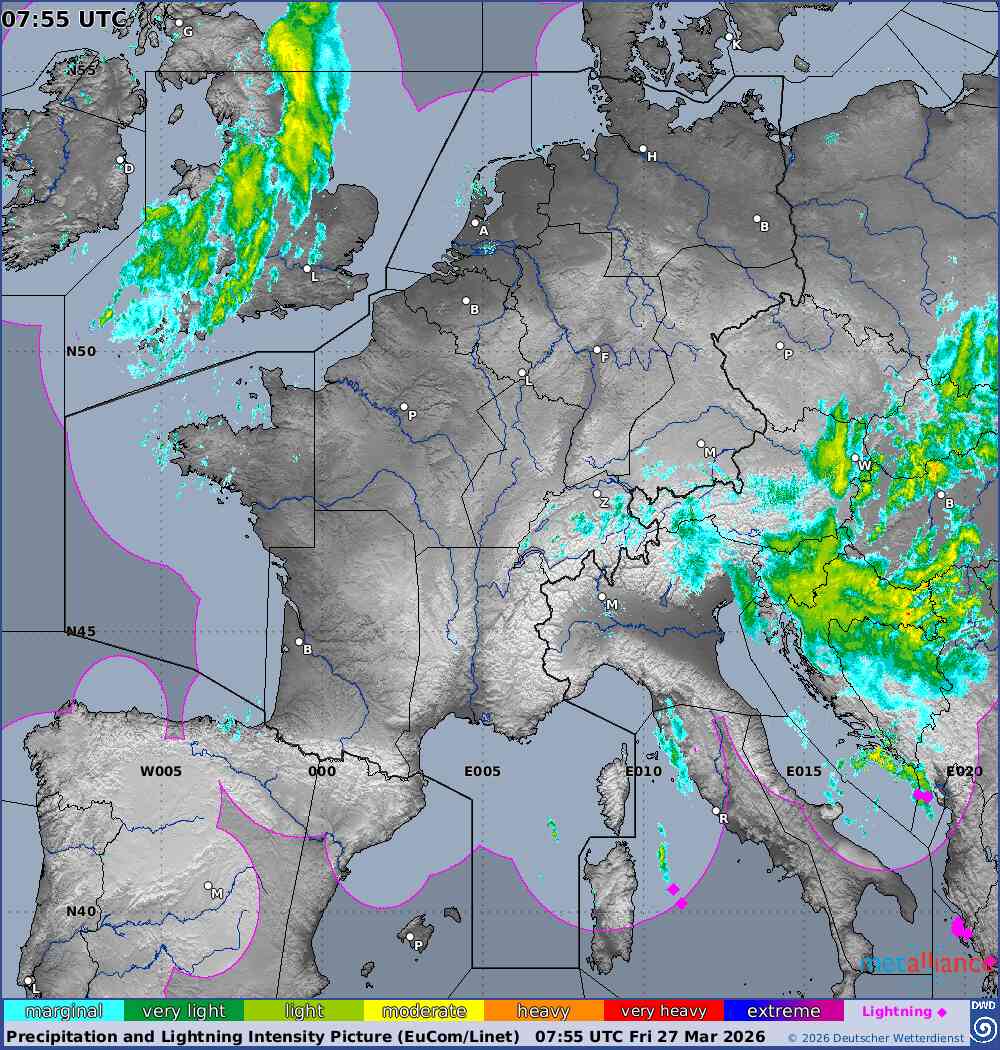 07:55 UTC
G
K
N55
D
H
A
B
L
B
N50
F
P
L
P
M
W
Z
B
M
N45
B
W005
000
E005
E010
E015
E020
R
M
N40
P
L
metalliance
marginal very light light moderate heavy very heavy extreme Lightning
DWD
Precipitation and Lightning Intensity Picture (EuCom/Linet) 07:55 UTC Fri 27 Mar 2026 © 2026 Deutscher Wetterdienst